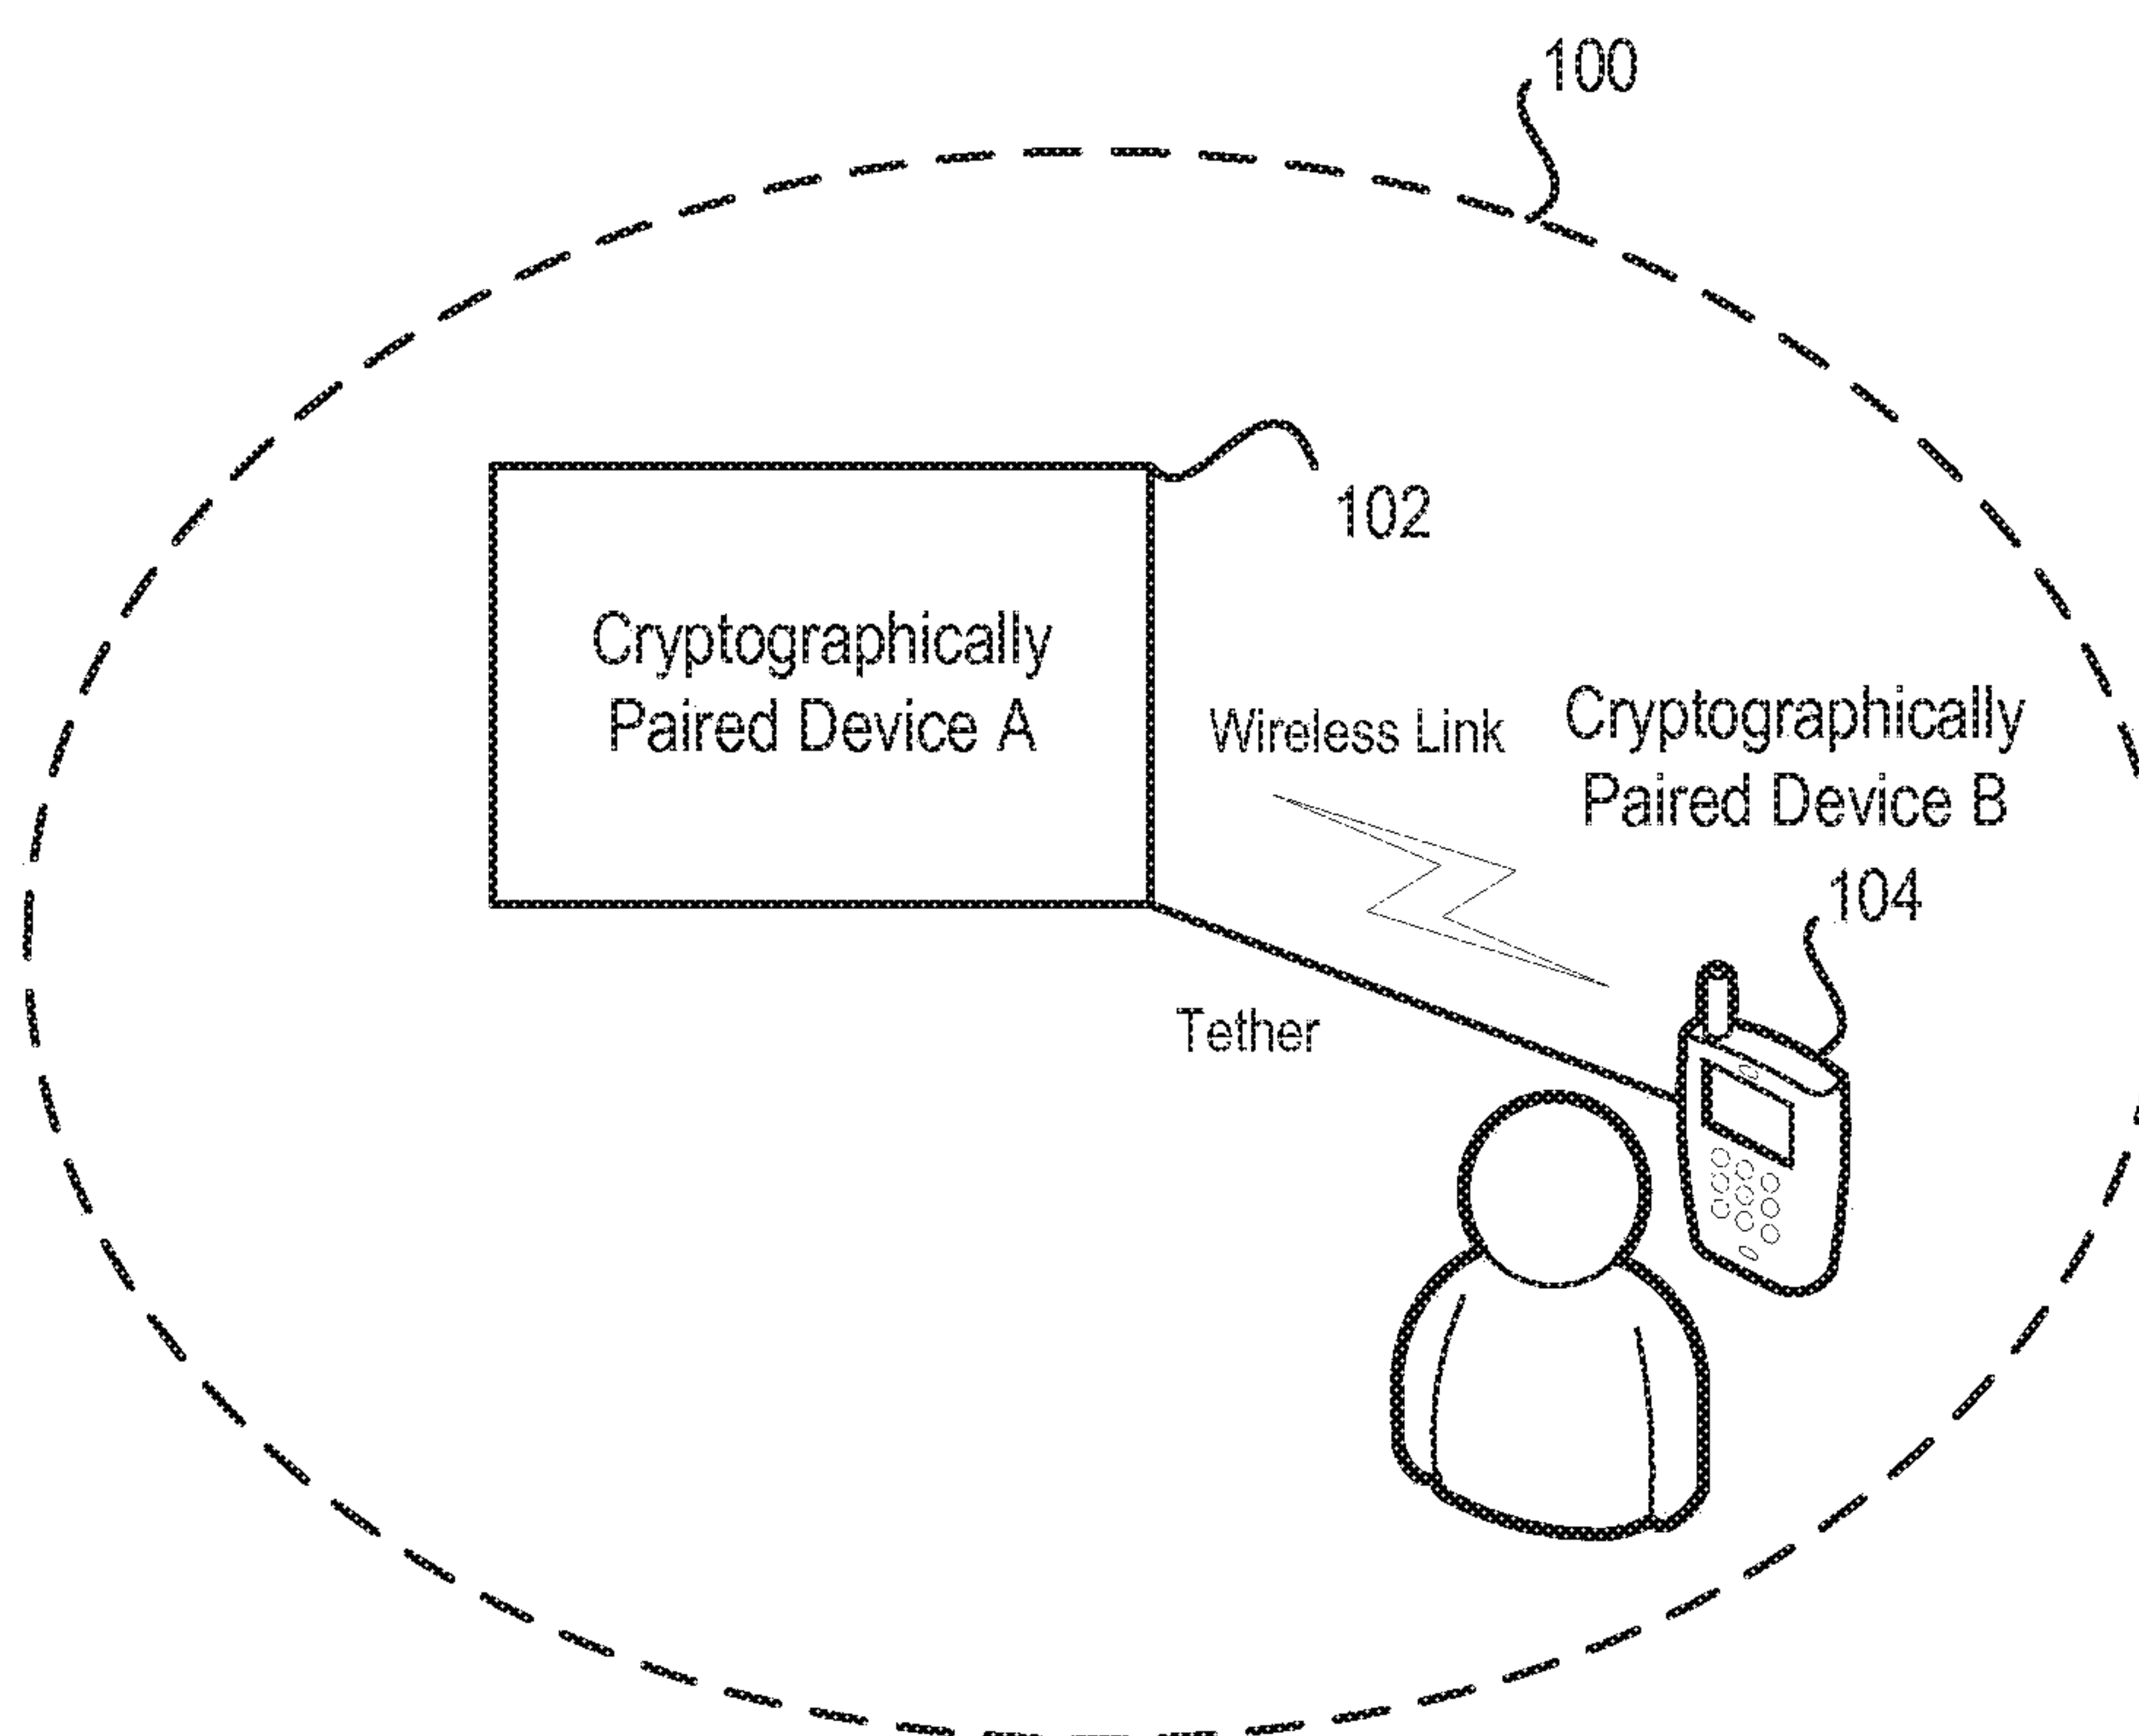 100
102
Cryptographically
Paired Device A
Wireless Link
Cryptographically
Paired Device B
104
Tether